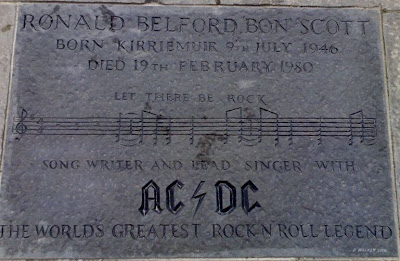 RONALD BELFORD 'BON' SCOTT
BORN KIRRIEMUIR 9TH JULY 1946
DIED 19TH FEBRUARY 1980
LET THERE BE ROCK
SONG WRITER AND LEAD SINGER WITH
AC⚡DC
THE WORLDS GREATEST ROCK N ROLL LEGEND